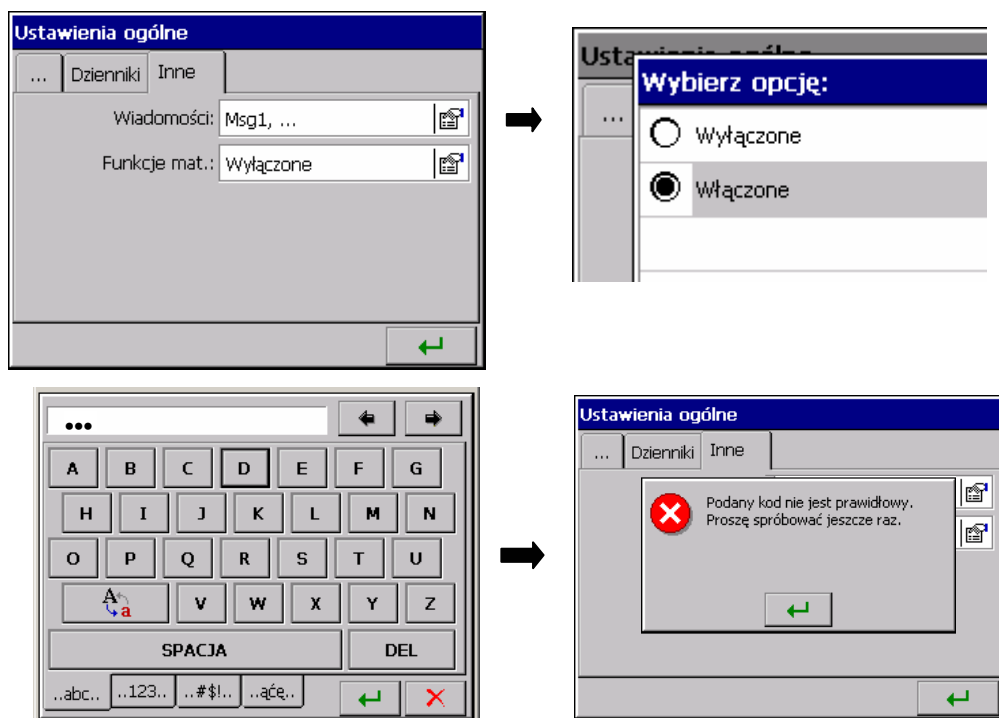 Ustawienia ogólne
... Dzienniki Inne
Wiadomości: Msg1, ...
Funkcje mat.: Wyłączone
Wybierz opcję:
...
Wyłączone
Włączone
•••
A B C D E F G
H I J K L M N
O P Q R S T U
A a V W X Y Z
SPACJA DEL
..abc.. ..123.. ..#$!.. ..ąćę..
Ustawienia ogólne
... Dzienniki Inne
Podany kod nie jest prawidłowy.
Proszę spróbować jeszcze raz.